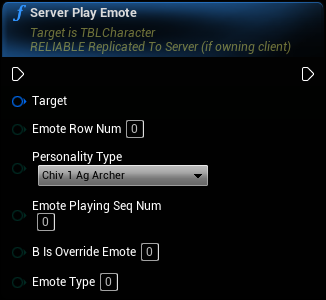 Server Play Emote
Target is TBLCharacter
RELIABLE Replicated To Server (if owning client)
Target
Emote Row Num 0
Personality Type
Chiv 1 Ag Archer
Emote Playing Seq Num
0
B Is Override Emote 0
Emote Type 0